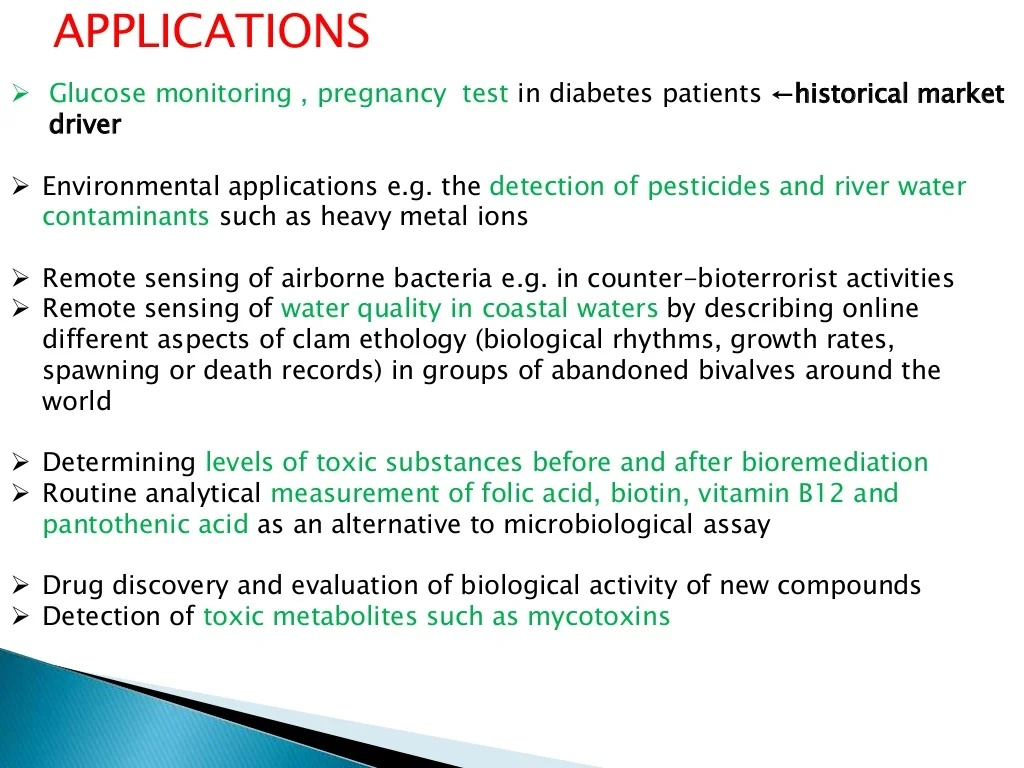 APPLICATIONS
➢ Glucose monitoring , pregnancy test in diabetes patients ←historical market
driver
➢ Environmental applications e.g. the detection of pesticides and river water
contaminants such as heavy metal ions
➢ Remote sensing of airborne bacteria e.g. in counter-bioterrorist activities
➢ Remote sensing of water quality in coastal waters by describing online
different aspects of clam ethology (biological rhythms, growth rates,
spawning or death records) in groups of abandoned bivalves around the
world
➢ Determining levels of toxic substances before and after bioremediation
➢ Routine analytical measurement of folic acid, biotin, vitamin B12 and
pantothenic acid as an alternative to microbiological assay
➢ Drug discovery and evaluation of biological activity of new compounds
➢ Detection of toxic metabolites such as mycotoxins